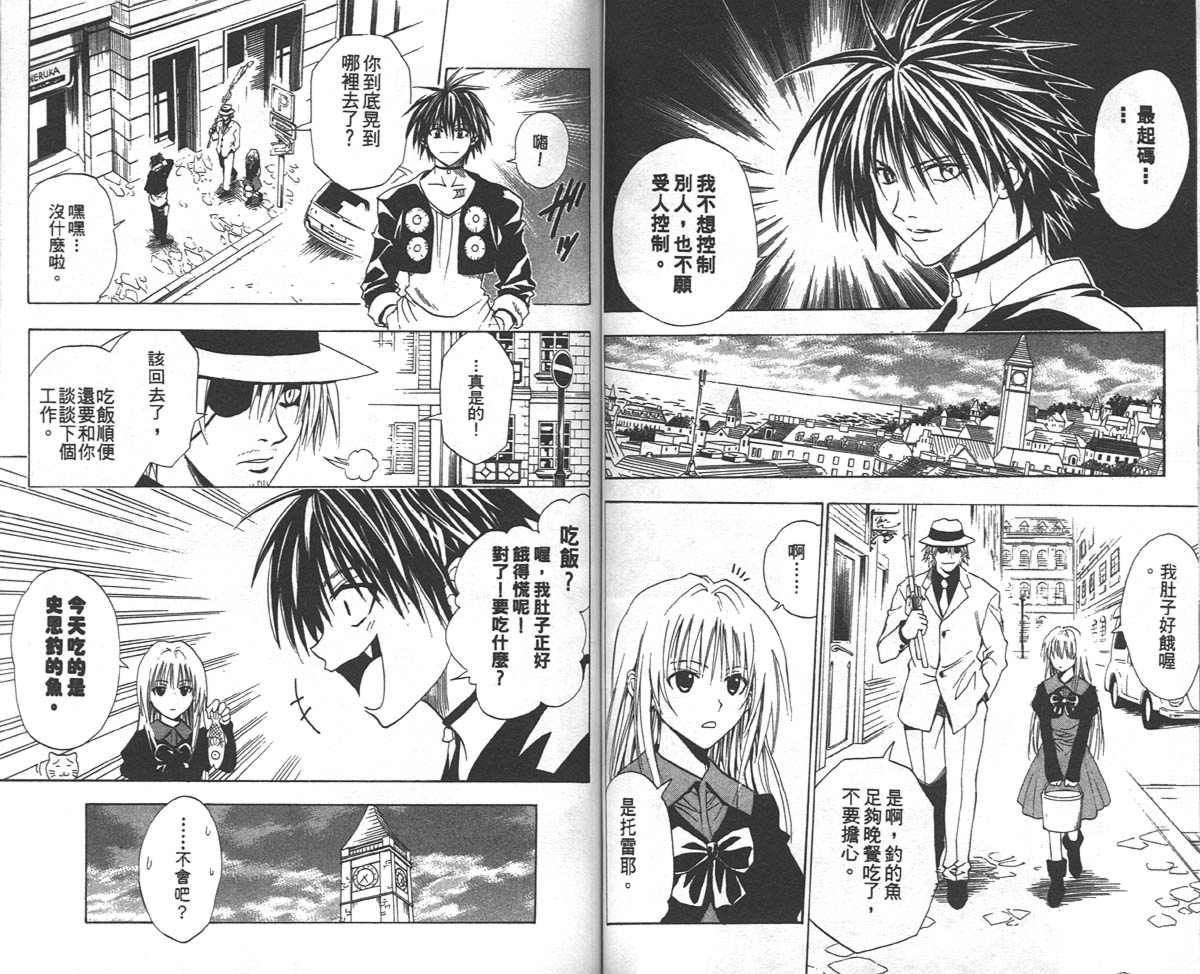 最起碼…
…
我不想控制
別人，也不願
受人控制。
我肚子好餓喔
。
是啊，釣的魚
足夠晚餐吃了，
不要擔心。
啊……
是托雷耶。
嗨！
你到底晃到
哪裡去了？
嘿嘿…
沒什麼啦。
NERUKA
…真是的！
該回去了，
吃飯順便
還要和你
談談下個
工作。
吃飯？
喔，我肚子正好
餓得慌呢！
對了！要吃什麼？
今天吃的是
史恩釣的魚。
……不會吧？